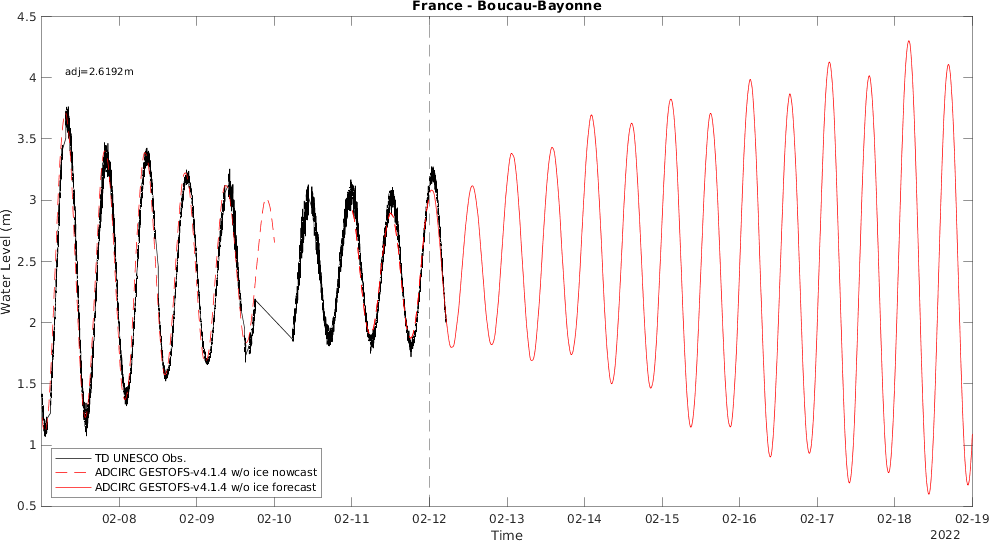 France - Boucau-Bayonne
adj=2.6192m
Water Level (m)
4.5
4
3.5
3
2.5
2
1.5
1
0.5
TD UNESCO Obs.
ADCIRC GESTOFS-v4.1.4 w/o ice nowcast
ADCIRC GESTOFS-v4.1.4 w/o ice forecast
02-08 02-09 02-10 02-11 02-12 02-13 02-14 02-15 02-16 02-17 02-18 02-19
Time
2022